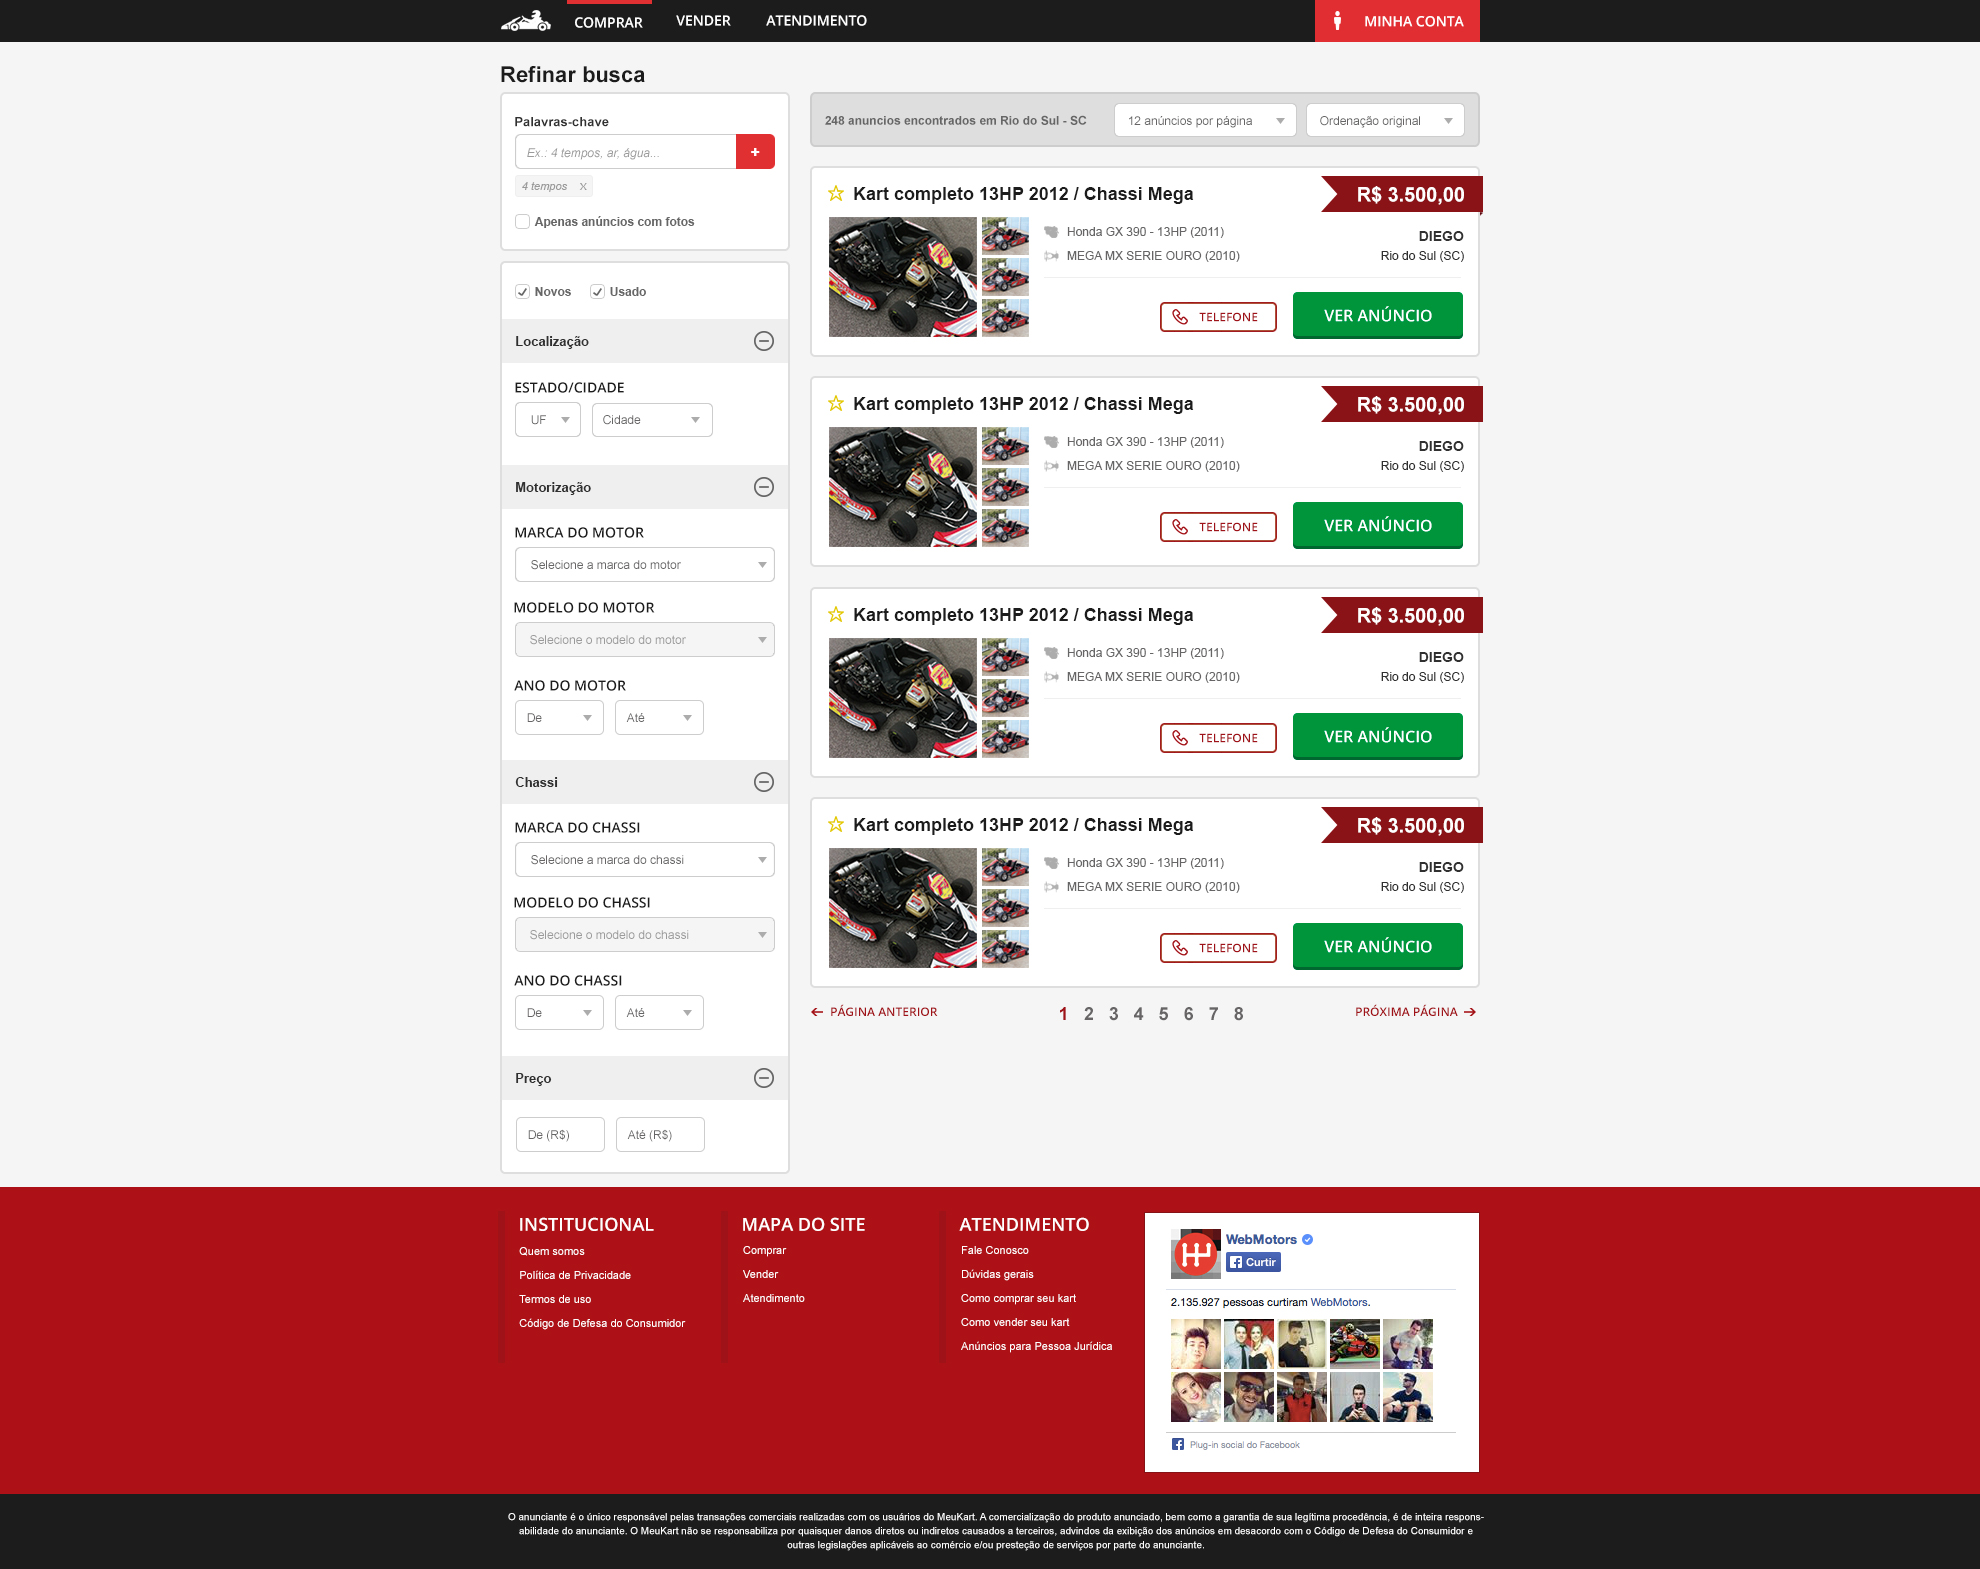 COMPRAR
VENDER
ATENDIMENTO
MINHA CONTA
Refinar busca
Palavras-chave
Ex.: 4 tempos, ar, água...
+
4 tempos X
Apenas anúncios com fotos
Novos
Usado
Localização
ESTADO/CIDADE
UF
Cidade
Motorização
MARCA DO MOTOR
Selecione a marca do motor
MODELO DO MOTOR
Selecione o modelo do motor
ANO DO MOTOR
De
Até
Chassi
MARCA DO CHASSI
Selecione a marca do chassi
MODELO DO CHASSI
Selecione o modelo do chassi
ANO DO CHASSI
De
Até
Preço
De (R$)
Até (R$)
248 anuncios encontrados em Rio do Sul - SC
12 anúncios por página
Ordenação original
Kart completo 13HP 2012 / Chassi Mega
R$ 3.500,00
Honda GX 390 - 13HP (2011)
MEGA MX SERIE OURO (2010)
DIEGO
Rio do Sul (SC)
TELEFONE
VER ANÚNCIO
Kart completo 13HP 2012 / Chassi Mega
R$ 3.500,00
Honda GX 390 - 13HP (2011)
MEGA MX SERIE OURO (2010)
DIEGO
Rio do Sul (SC)
TELEFONE
VER ANÚNCIO
Kart completo 13HP 2012 / Chassi Mega
R$ 3.500,00
Honda GX 390 - 13HP (2011)
MEGA MX SERIE OURO (2010)
DIEGO
Rio do Sul (SC)
TELEFONE
VER ANÚNCIO
Kart completo 13HP 2012 / Chassi Mega
R$ 3.500,00
Honda GX 390 - 13HP (2011)
MEGA MX SERIE OURO (2010)
DIEGO
Rio do Sul (SC)
TELEFONE
VER ANÚNCIO
PÁGINA ANTERIOR
1 2 3 4 5 6 7 8
PRÓXIMA PÁGINA
INSTITUCIONAL
Quem somos
Política de Privacidade
Termos de uso
Código de Defesa do Consumidor
MAPA DO SITE
Comprar
Vender
Atendimento
ATENDIMENTO
Fale Conosco
Dúvidas gerais
Como comprar seu kart
Como vender seu kart
Anúncios para Pessoa Jurídica
WebMotors
Curtir
2.135.927 pessoas curtiram WebMotors.
Plug-in social do Facebook
O anunciante é o único responsável pelas transações comerciais realizadas com os usuários do MeuKart. A comercialização do produto anunciado, bem como a garantia de sua legítima procedência, é de inteira respons-
abilidade do anunciante. O MeuKart não se responsabiliza por quaisquer danos diretos ou indiretos causados a terceiros, advindos da exibição dos anúncios em desacordo com o Código de Defesa do Consumidor e
outras legislações aplicáveis ao comércio e/ou presteção de serviços por parte do anunciante.